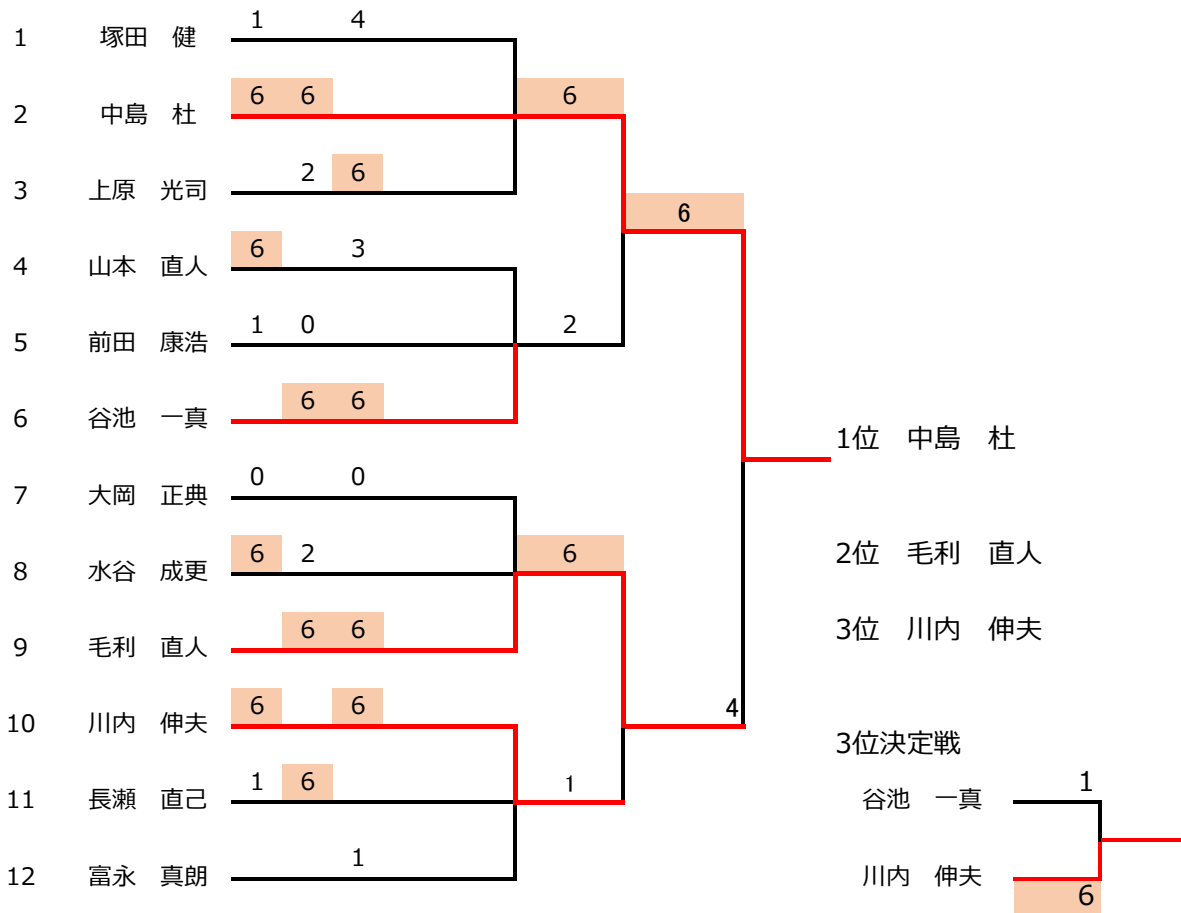 1 塚田　健 1 4
2 中島　杜 6 6 6
3 上原　光司 2 6
6
4 山本　直人 6 3
5 前田　康浩 1 0 2
6 谷池　一真 6 6
1位　中島　杜
7 大岡　正典 0 0
8 水谷　成更 6 2 6
2位　毛利　直人
9 毛利　直人 6 6
3位　川内　伸夫
10 川内　伸夫 6 6 4
3位決定戦
11 長瀬　直己 1 6 1
谷池　一真 1
12 富永　真朗 1
川内　伸夫 6